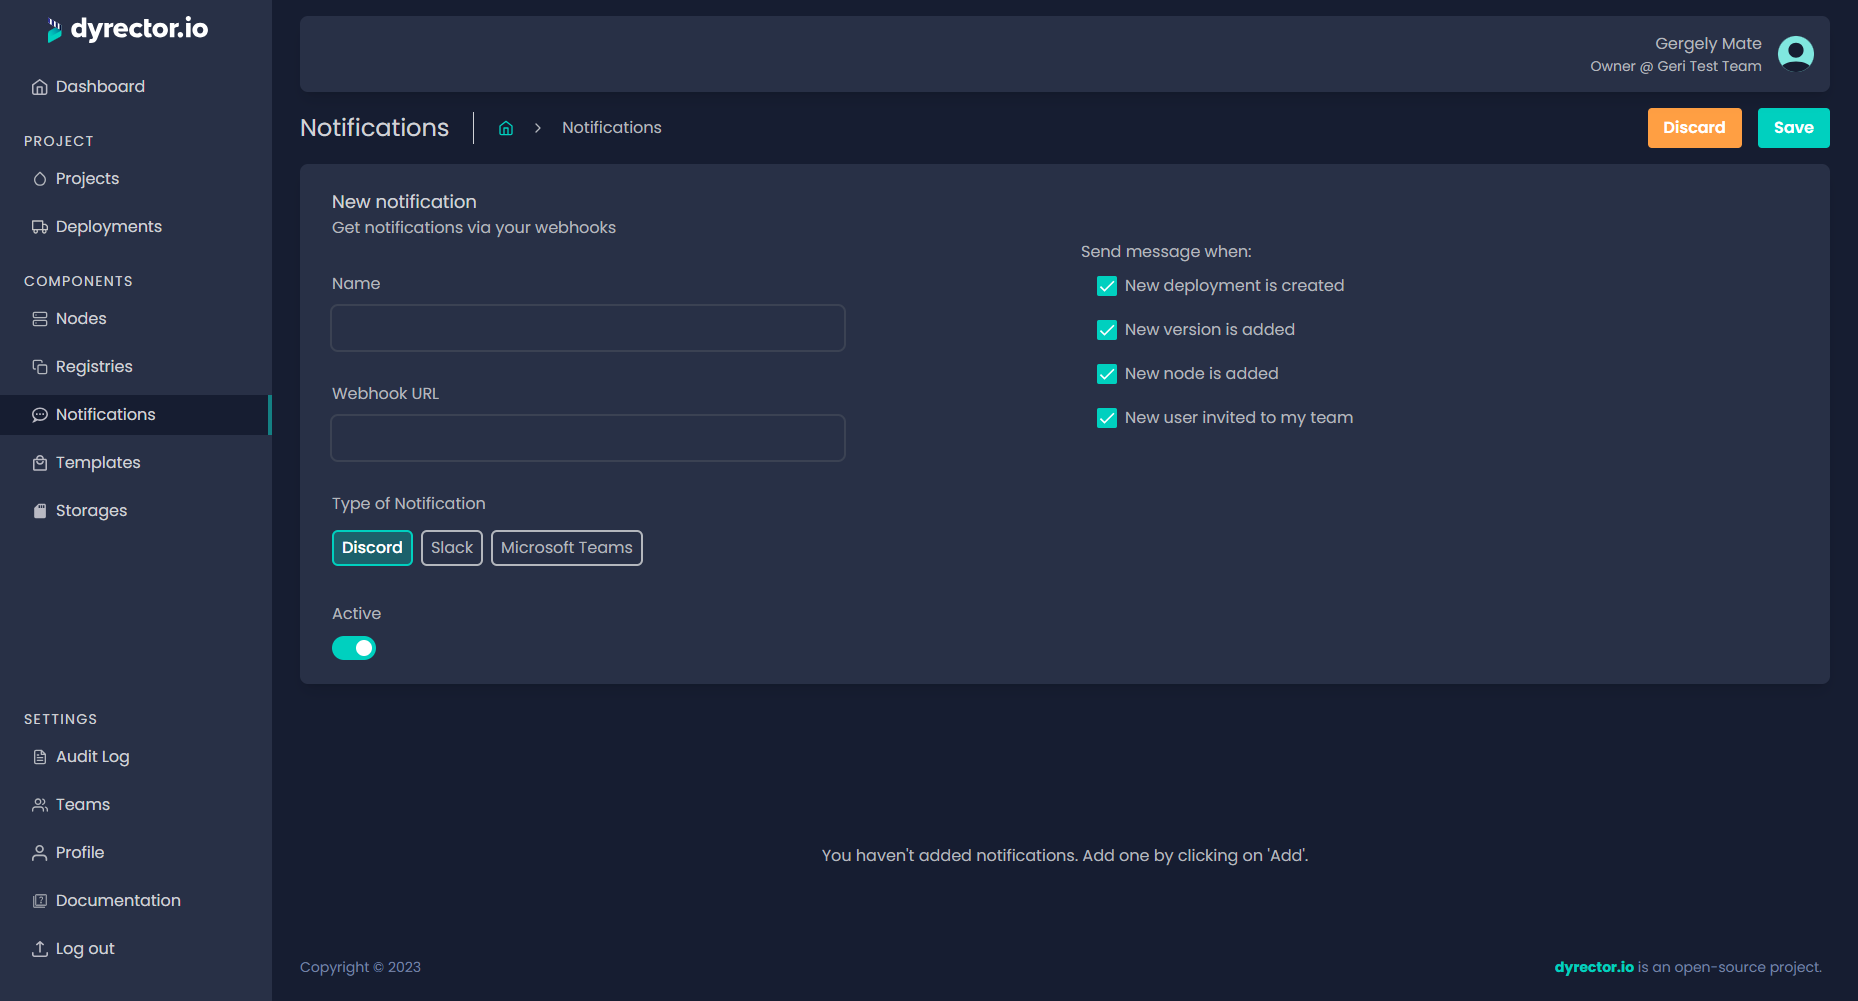 dyrector.io
Dashboard
PROJECT
Projects
Deployments
COMPONENTS
Nodes
Registries
Notifications
Templates
Storages
SETTINGS
Audit Log
Teams
Profile
Documentation
Log out
Gergely Mate
Owner @ Geri Test Team
Notifications
Notifications
Discard
Save
New notification
Get notifications via your webhooks
Name
Webhook URL
Type of Notification
Discord
Slack
Microsoft Teams
Active
Send message when:
New deployment is created
New version is added
New node is added
New user invited to my team
You haven't added notifications. Add one by clicking on 'Add'.
Copyright © 2023
dyrector.io is an open-source project.